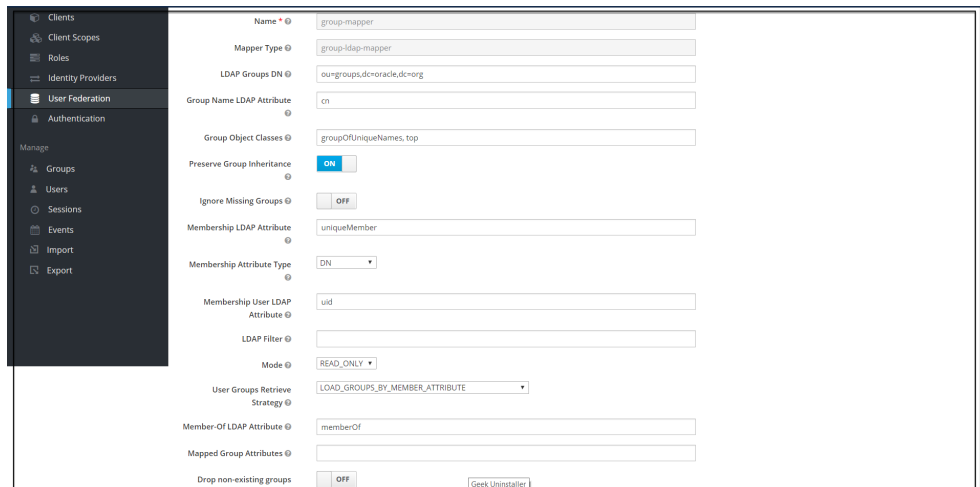 Clients
Client Scopes
Roles
Identity Providers
User Federation
Authentication
Manage
Groups
Users
Sessions
Events
Import
Export
Name *
group-mapper
Mapper Type
group-ldap-mapper
LDAP Groups DN
ou=groups,dc=oracle,dc=org
Group Name LDAP Attribute
cn
Group Object Classes
groupOfUniqueNames, top
Preserve Group Inheritance
ON
Ignore Missing Groups
OFF
Membership LDAP Attribute
uniqueMember
Membership Attribute Type
DN
Membership User LDAP
Attribute
uid
LDAP Filter
Mode
READ_ONLY
User Groups Retrieve
Strategy
LOAD_GROUPS_BY_MEMBER_ATTRIBUTE
Member-Of LDAP Attribute
memberOf
Mapped Group Attributes
Drop non-existing groups
OFF
Geek Uninstaller